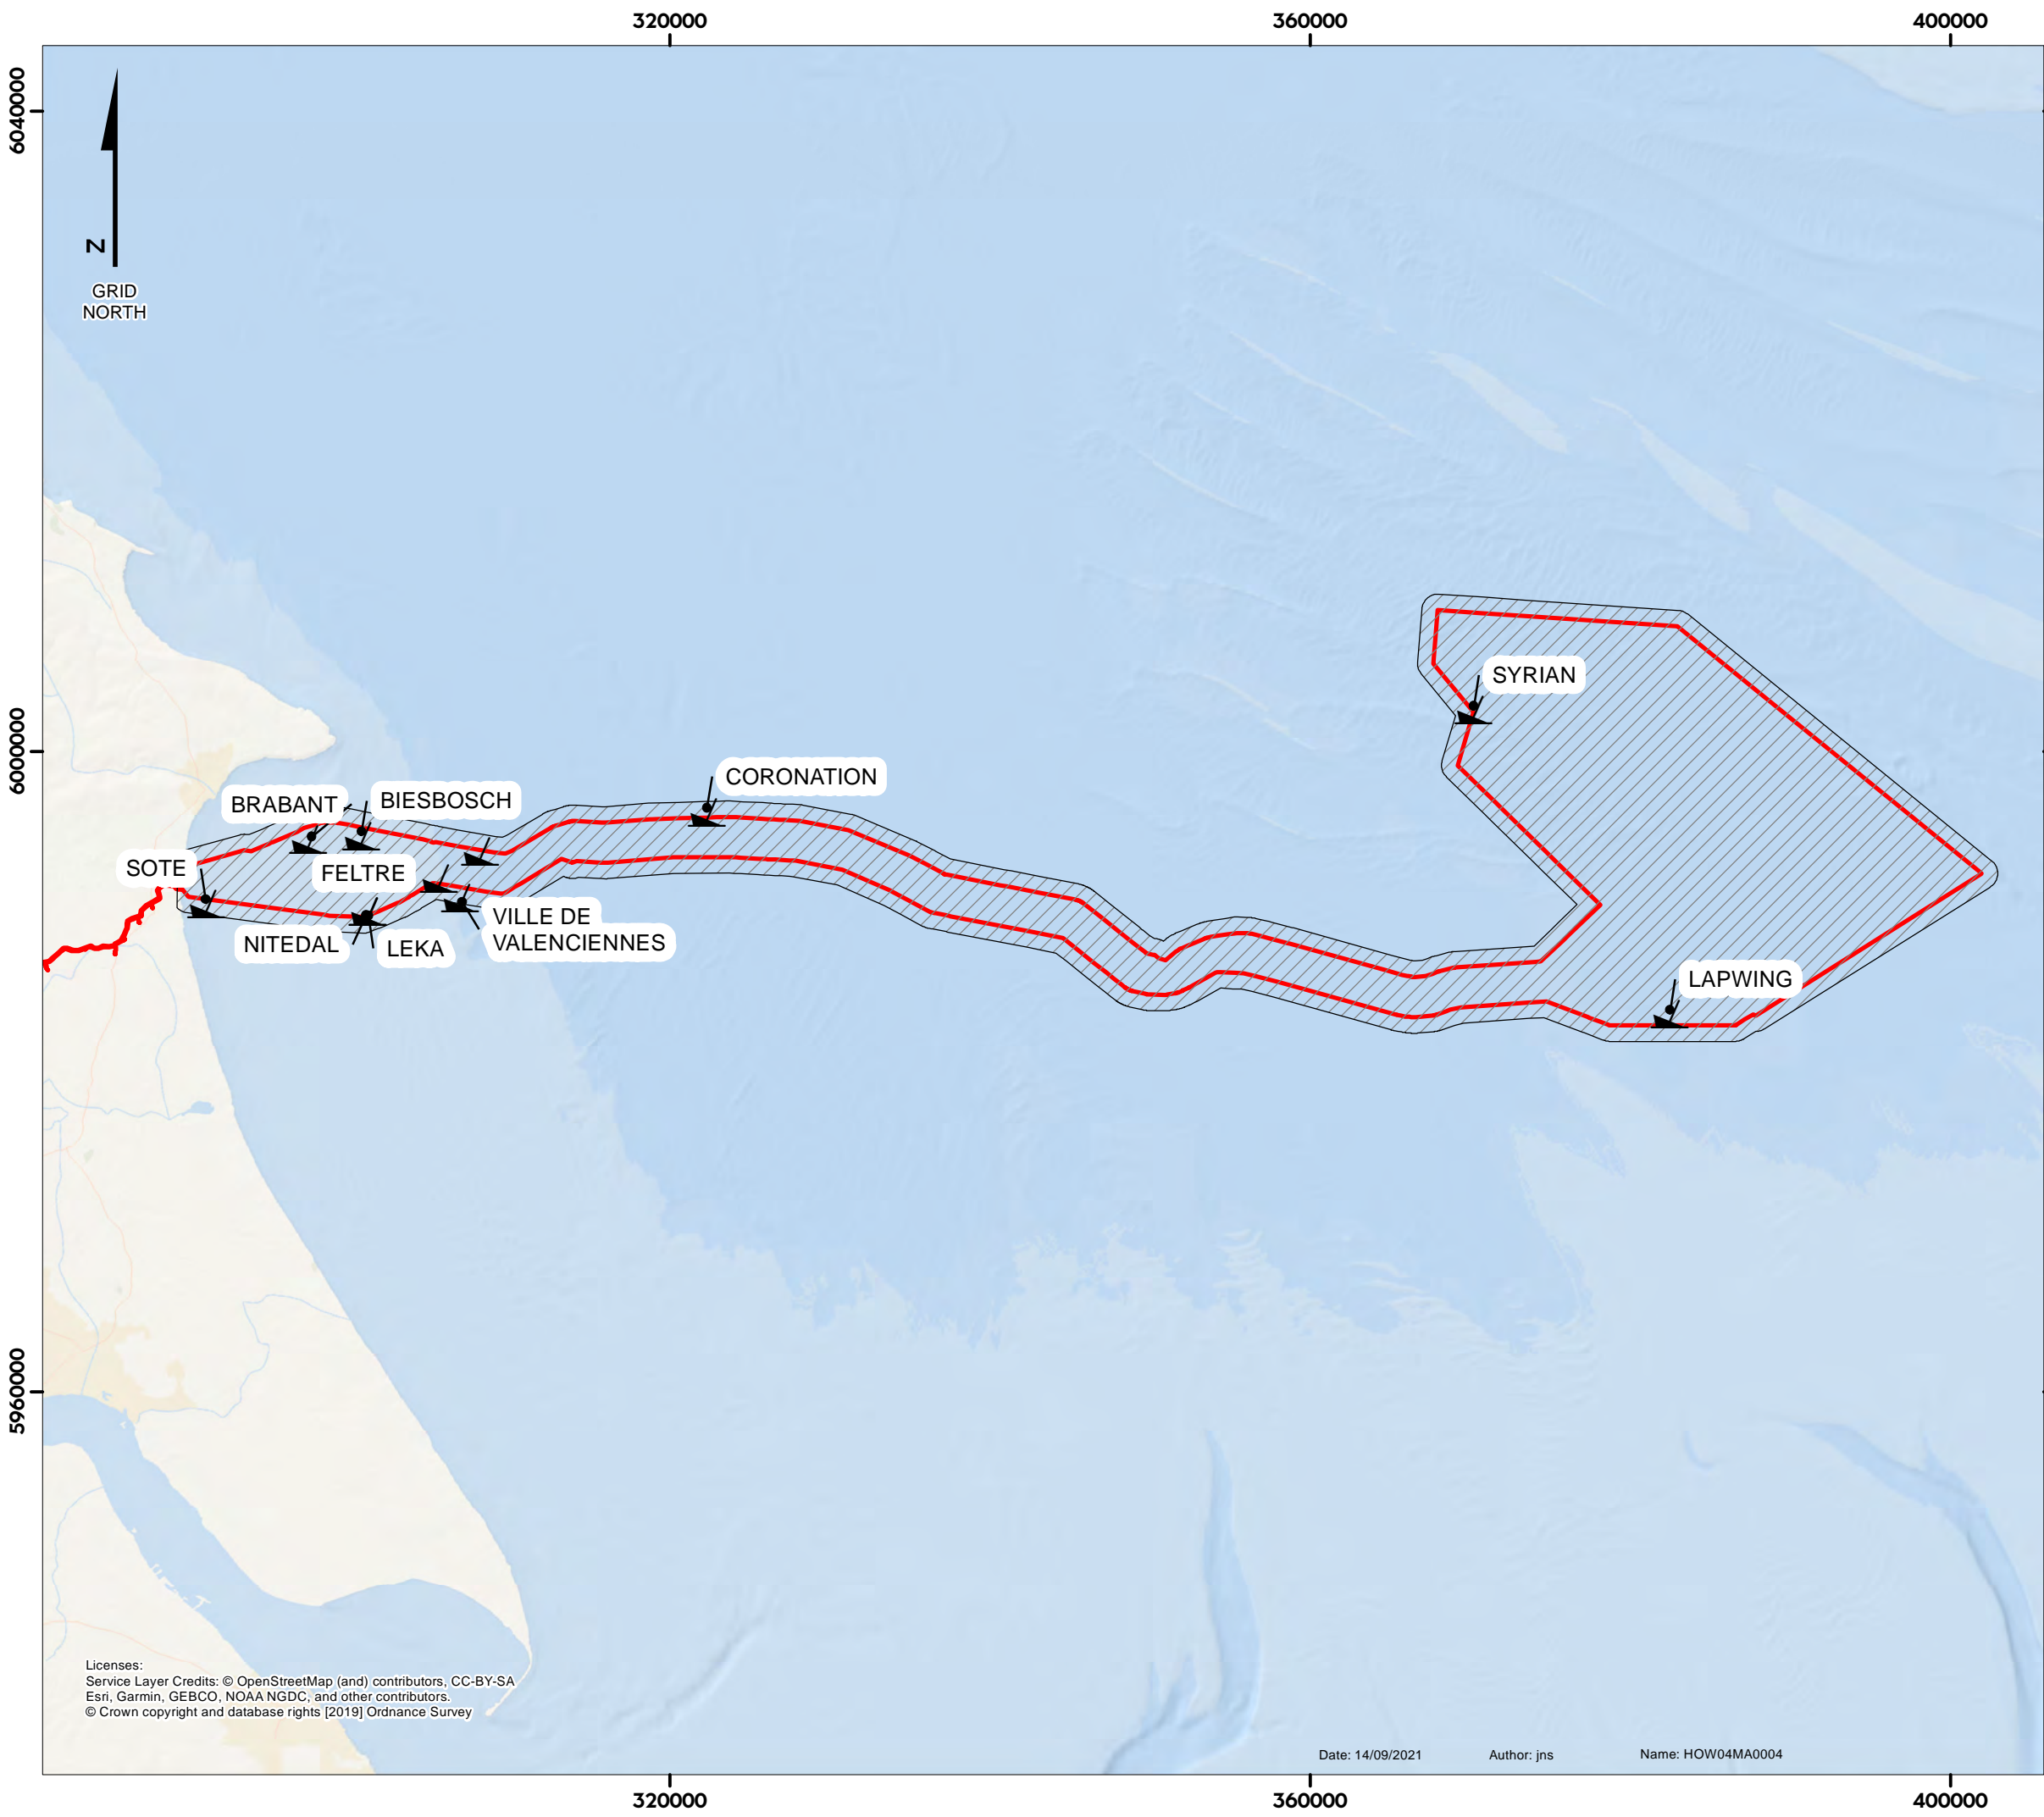 320000
360000
400000
6040000
N
GRID
NORTH
SYRIAN
6000000
CORONATION
BRABANT
BIESBOSCH
SOTE
FELTRE
VILLE DE
VALENCIENNES
NITEDAL
LEKA
LAPWING
5960000
Licenses:
Service Layer Credits: © OpenStreetMap (and) contributors, CC-BY-SA
Esri, Garmin, GEBCO, NOAA NGDC, and other contributors.
© Crown copyright and database rights [2019] Ordnance Survey
Date: 14/09/2021
Author: jns
Name: HOW04MA0004
320000
360000
400000